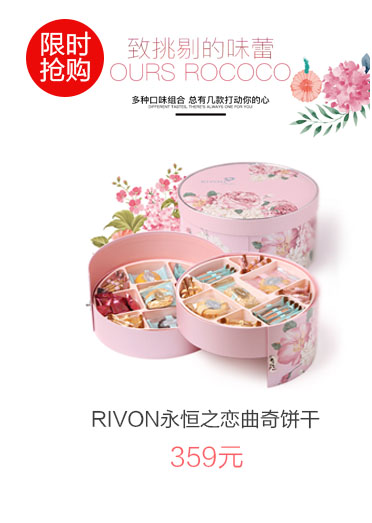 限时
抢购
致挑剔的味蕾
OURS ROCOCO
多种口味组合 总有几款打动你的心
DIFFERENT TASTES, THERE'S ALWAYS ONE FOR YOU!
RIVON
RIVON永恒之恋曲奇饼干
359元